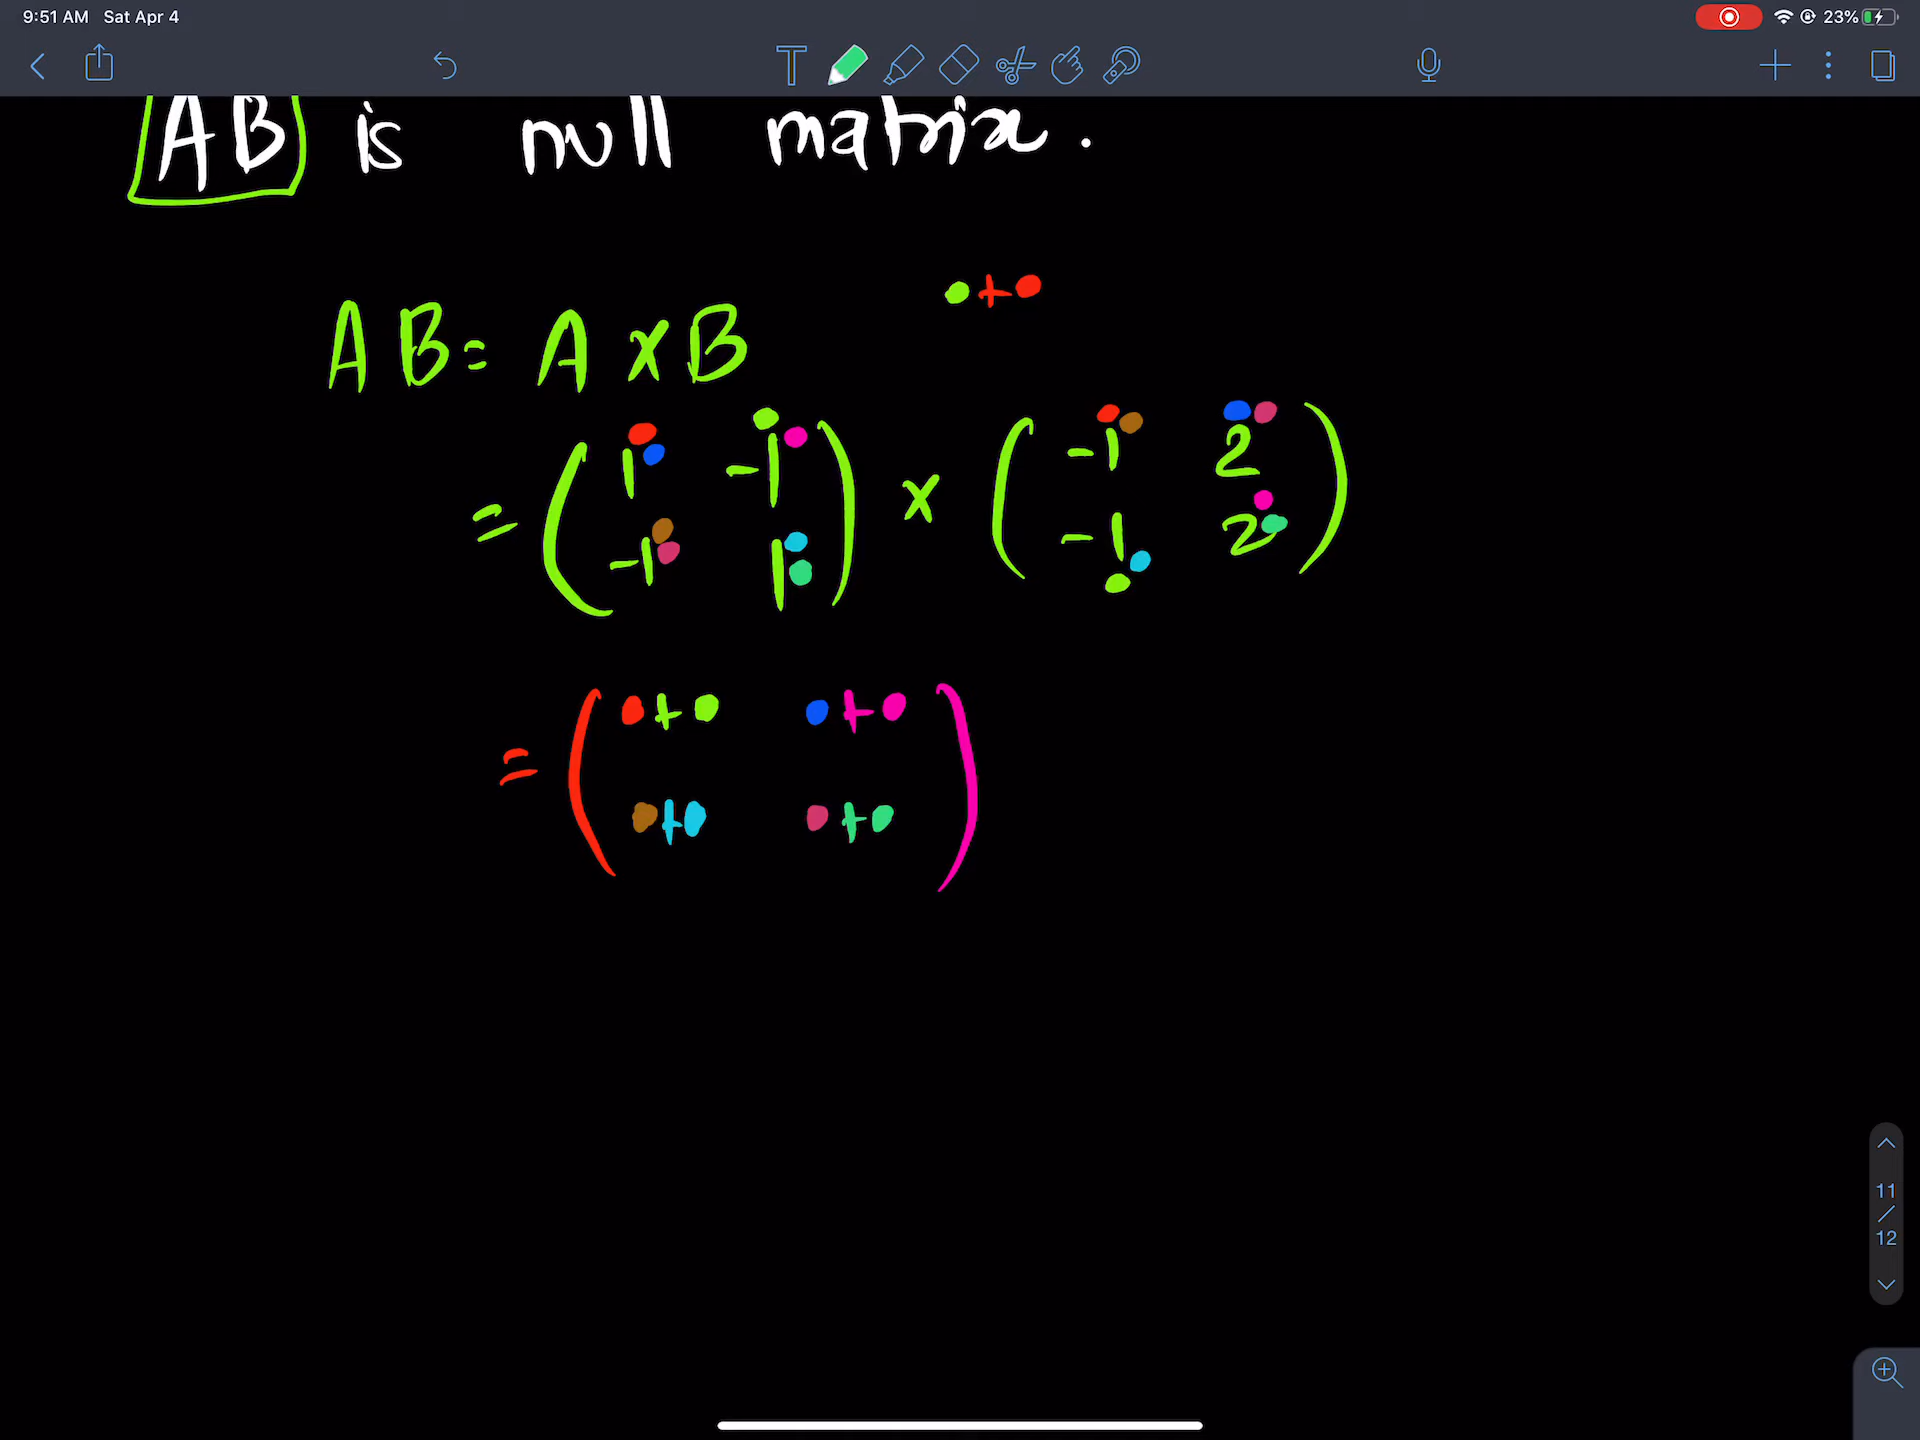 9:51 AM Sat Apr 4
23%
AB is null matrix.
+
AB = A x B
= ( 1 -1 ) x ( -1 2 )
-1 1 -1 2
= ( + + )
+ +
11
/
12